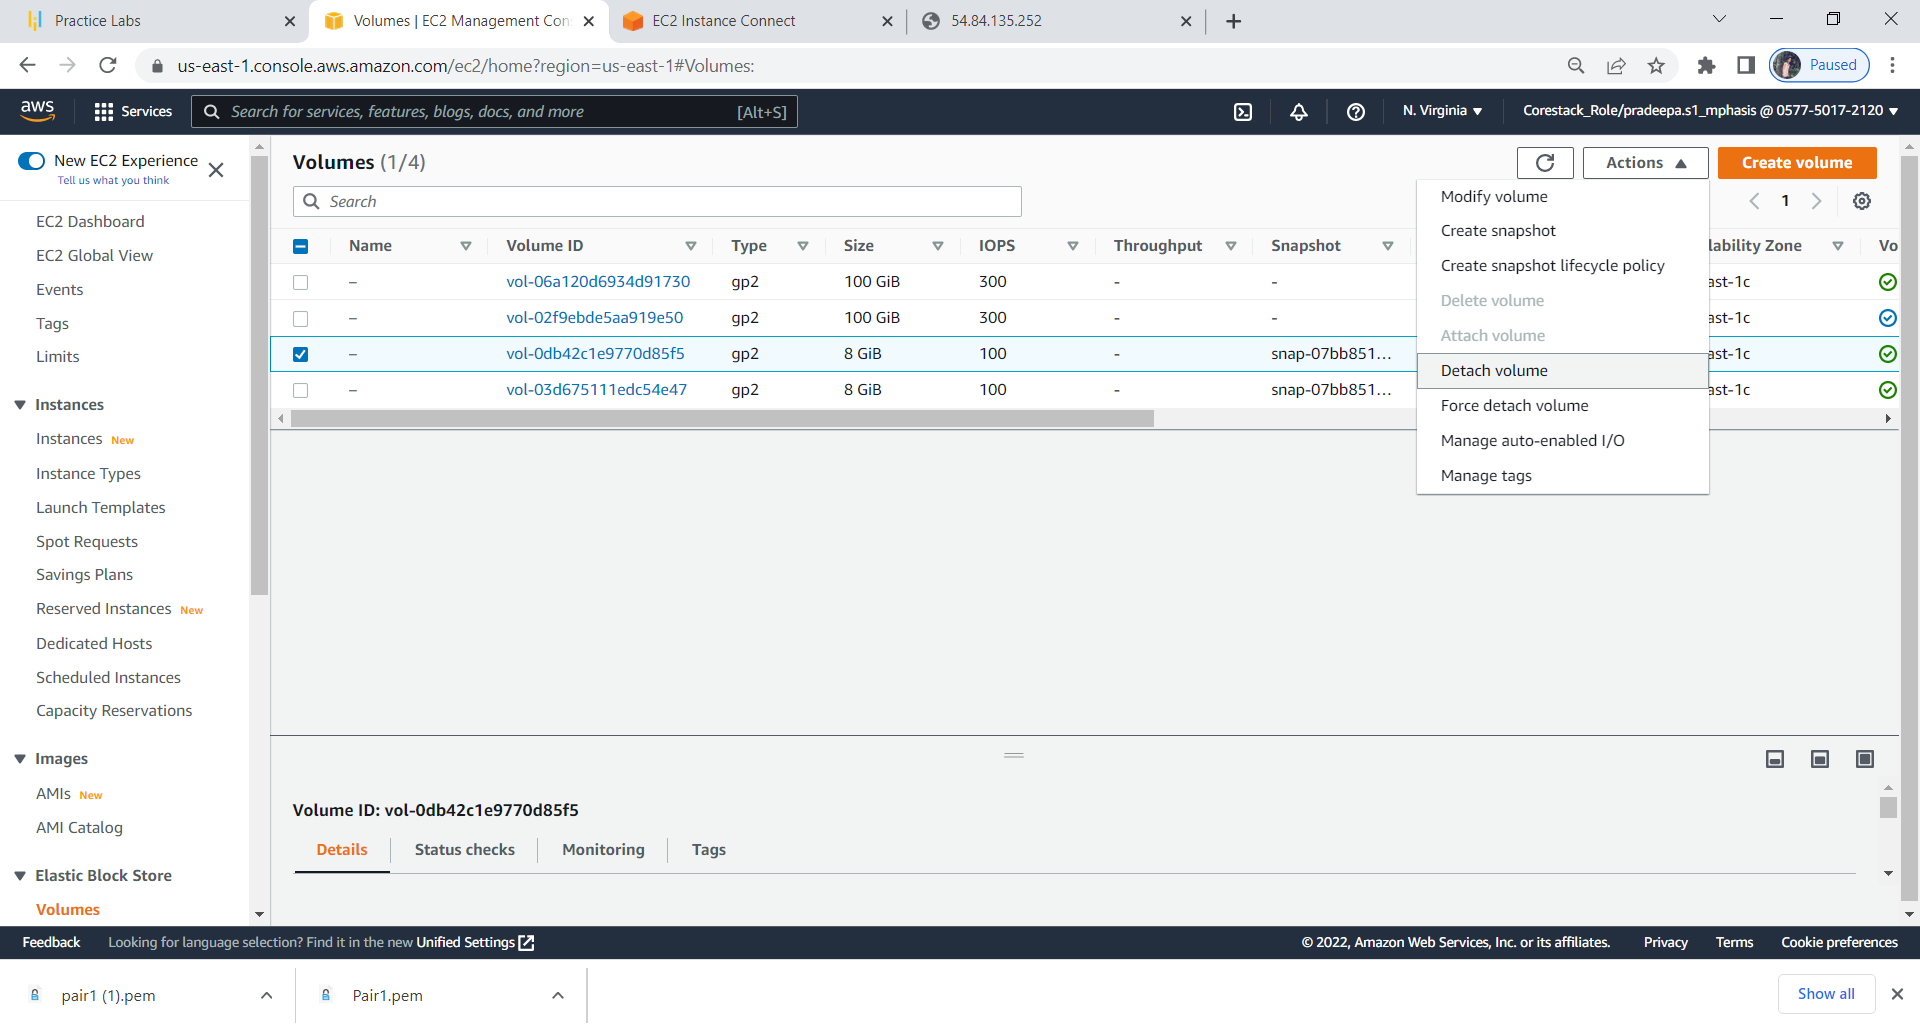 Practice Labs
Volumes | EC2 Management Con
EC2 Instance Connect
54.84.135.252
us-east-1.console.aws.amazon.com/ec2/home?region=us-east-1#Volumes:
Paused
aws
Services
Search for services, features, blogs, docs, and more
[Alt+S]
N. Virginia
Corestack_Role/pradeepa.s1_mphasis @ 0577-5017-2120
New EC2 Experience
Tell us what you think
EC2 Dashboard
EC2 Global View
Events
Tags
Limits
Instances
Instances New
Instance Types
Launch Templates
Spot Requests
Savings Plans
Reserved Instances New
Dedicated Hosts
Scheduled Instances
Capacity Reservations
Images
AMIs New
AMI Catalog
Elastic Block Store
Volumes
Volumes (1/4)
Actions
Create volume
Search
1
Name Volume ID Type Size IOPS Throughput Snapshot lability Zone Vo
– vol-06a120d6934d91730 gp2 100 GiB 300 - - ast-1c
– vol-02f9ebde5aa919e50 gp2 100 GiB 300 - - ast-1c
– vol-0db42c1e9770d85f5 gp2 8 GiB 100 - snap-07bb851... ast-1c
– vol-03d675111edc54e47 gp2 8 GiB 100 - snap-07bb851... ast-1c
Modify volume
Create snapshot
Create snapshot lifecycle policy
Delete volume
Attach volume
Detach volume
Force detach volume
Manage auto-enabled I/O
Manage tags
Volume ID: vol-0db42c1e9770d85f5
Details
Status checks
Monitoring
Tags
Feedback
Looking for language selection? Find it in the new Unified Settings
© 2022, Amazon Web Services, Inc. or its affiliates.
Privacy
Terms
Cookie preferences
pair1 (1).pem
Pair1.pem
Show all